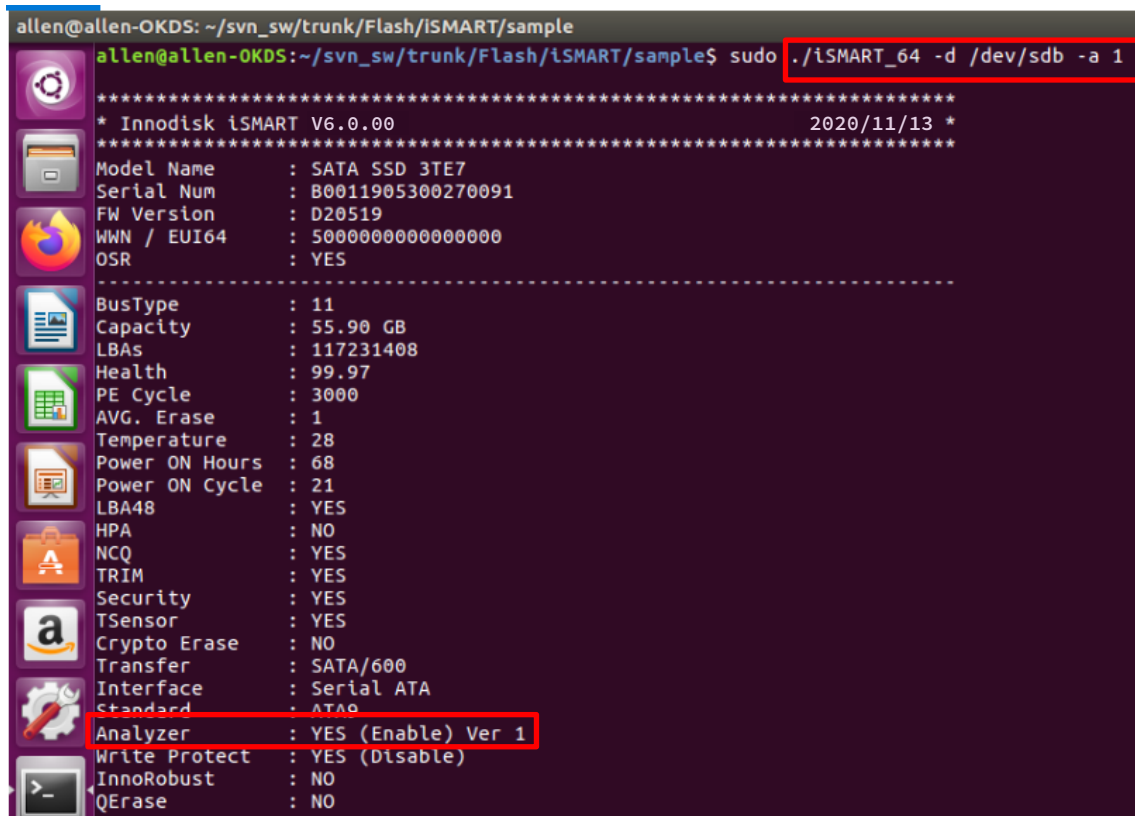 allen@allen-OKDS: ~/svn_sw/trunk/Flash/iSMART/sample
allen@allen-OKDS:~/svn_sw/trunk/Flash/iSMART/sample$ sudo ./iSMART_64 -d /dev/sdb -a 1
************************************************************************
* Innodisk iSMART V6.0.00                                   2020/11/13 *
************************************************************************
Model Name      : SATA SSD 3TE7
Serial Num      : B0011905300270091
FW Version      : D20519
WWN / EUI64     : 5000000000000000
OSR             : YES
------------------------------------------------------------------------
BusType         : 11
Capacity        : 55.90 GB
LBAs            : 117231408
Health          : 99.97
PE Cycle        : 3000
AVG. Erase      : 1
Temperature     : 28
Power ON Hours  : 68
Power ON Cycle  : 21
LBA48           : YES
HPA             : NO
NCQ             : YES
TRIM            : YES
Security        : YES
TSensor         : YES
Crypto Erase    : NO
Transfer        : SATA/600
Interface       : Serial ATA
Standard        : ATA9
Analyzer        : YES (Enable) Ver 1
Write Protect   : YES (Disable)
InnoRobust      : NO
QErase          : NO